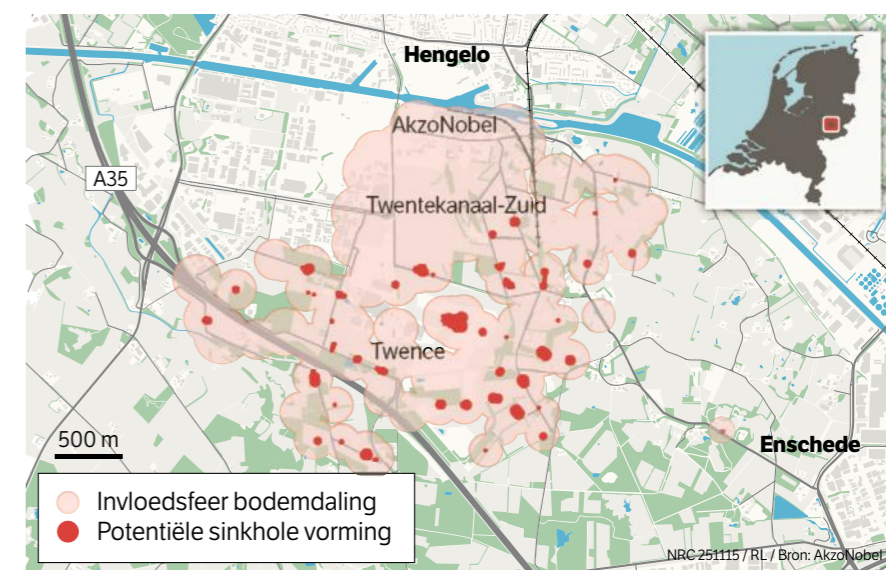 Hengelo
AkzoNobel
A35
Twentekanaal-Zuid
Twence
500 m
Enschede
Invloedsfeer bodemdaling
Potentiële sinkhole vorming
NRC 251115 / RL / Bron: AkzoNobel